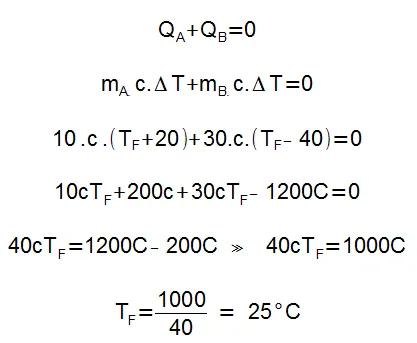 Q_A+Q_B=0
m_A.c.ΔT+m_B.c.ΔT=0
10.c.(T_F+20)+30.c.(T_F−40)=0
10cT_F+200c+30cT_F−1200C=0
40cT_F=1200C−200C ≫ 40cT_F=1000C
T_F=1000/40 = 25°C